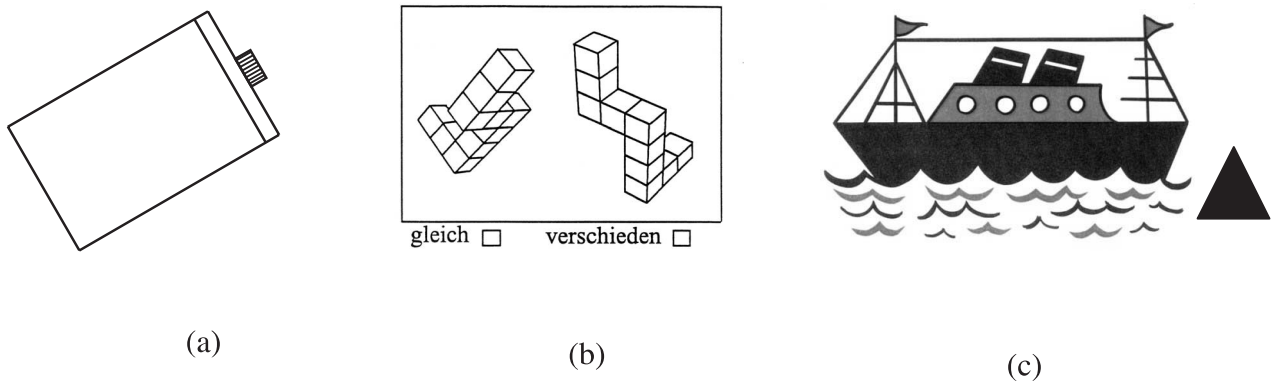 gleich □ verschieden □
(a)
(b)
(c)